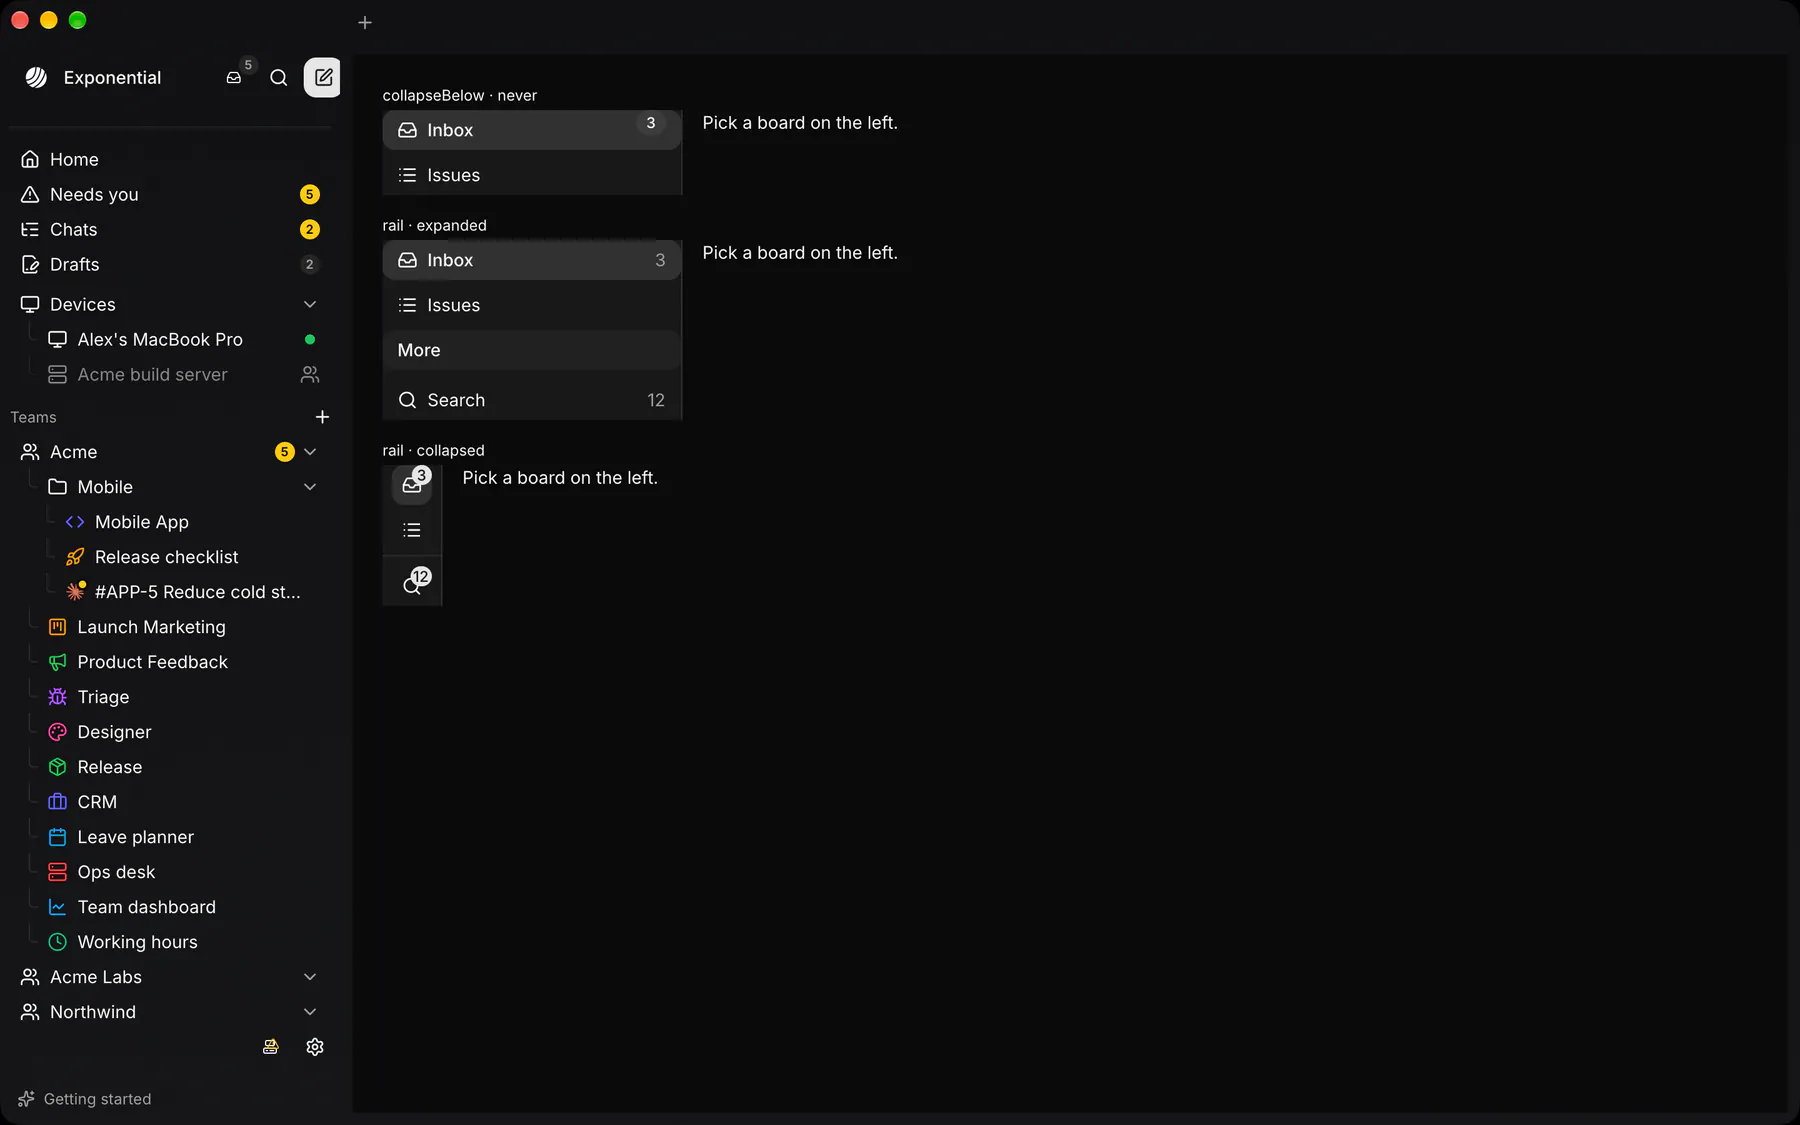 Exponential
5
Home
Needs you
5
Chats
2
Drafts
2
Devices
Alex's MacBook Pro
Acme build server
Teams
Acme
5
Mobile
Mobile App
Release checklist
#APP-5 Reduce cold st...
Launch Marketing
Product Feedback
Triage
Designer
Release
CRM
Leave planner
Ops desk
Team dashboard
Working hours
Acme Labs
Northwind
Getting started
collapseBelow · never
Inbox
3
Issues
Pick a board on the left.
rail · expanded
Inbox
3
Issues
More
Search
12
Pick a board on the left.
rail · collapsed
3
12
Pick a board on the left.